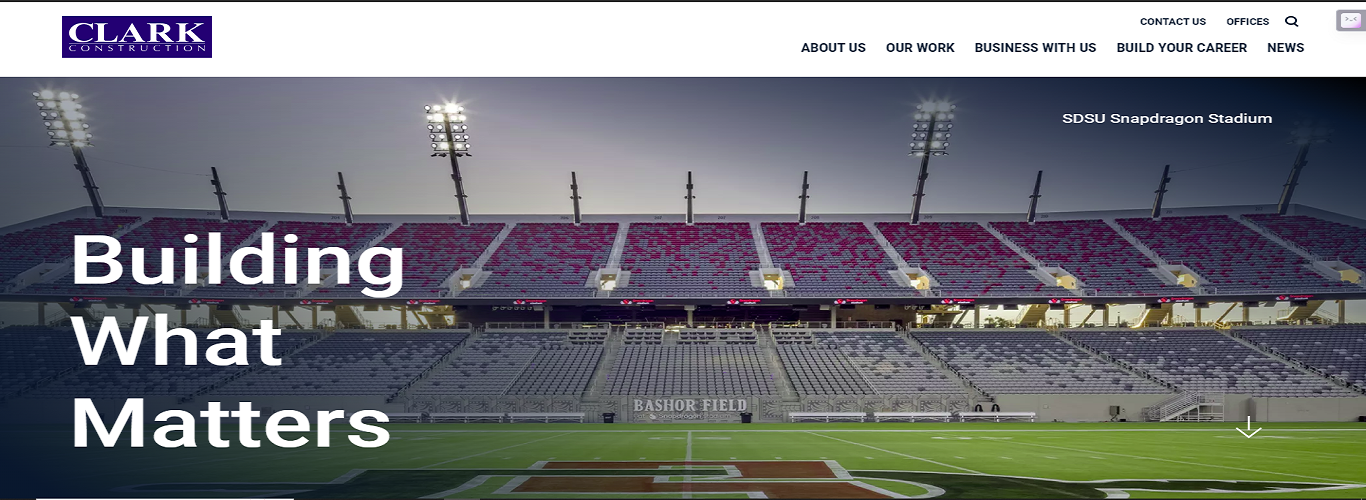 CLARK
CONSTRUCTION
CONTACT US OFFICES
ABOUT US OUR WORK BUSINESS WITH US BUILD YOUR CAREER NEWS
SDSU Snapdragon Stadium
Building
What
Matters
BASHOR FIELD
snapdragon